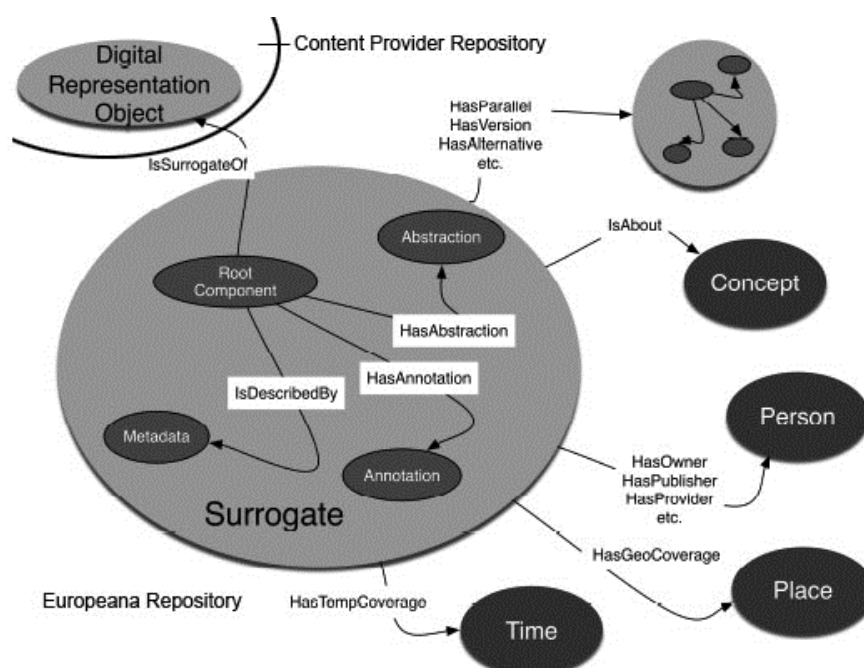 Content Provider Repository
Digital
Representation
Object
IsSurrogateOf
HasParallel
HasVersion
HasAlternative
etc.
Abstraction
IsAbout
Root
Component
Concept
HasAbstraction
HasAnnotation
IsDescribedBy
Person
Metadata
Annotation
HasOwner
HasPublisher
HasProvider
etc.
Surrogate
HasGeoCoverage
Place
Europeana Repository
HasTempCoverage
Time